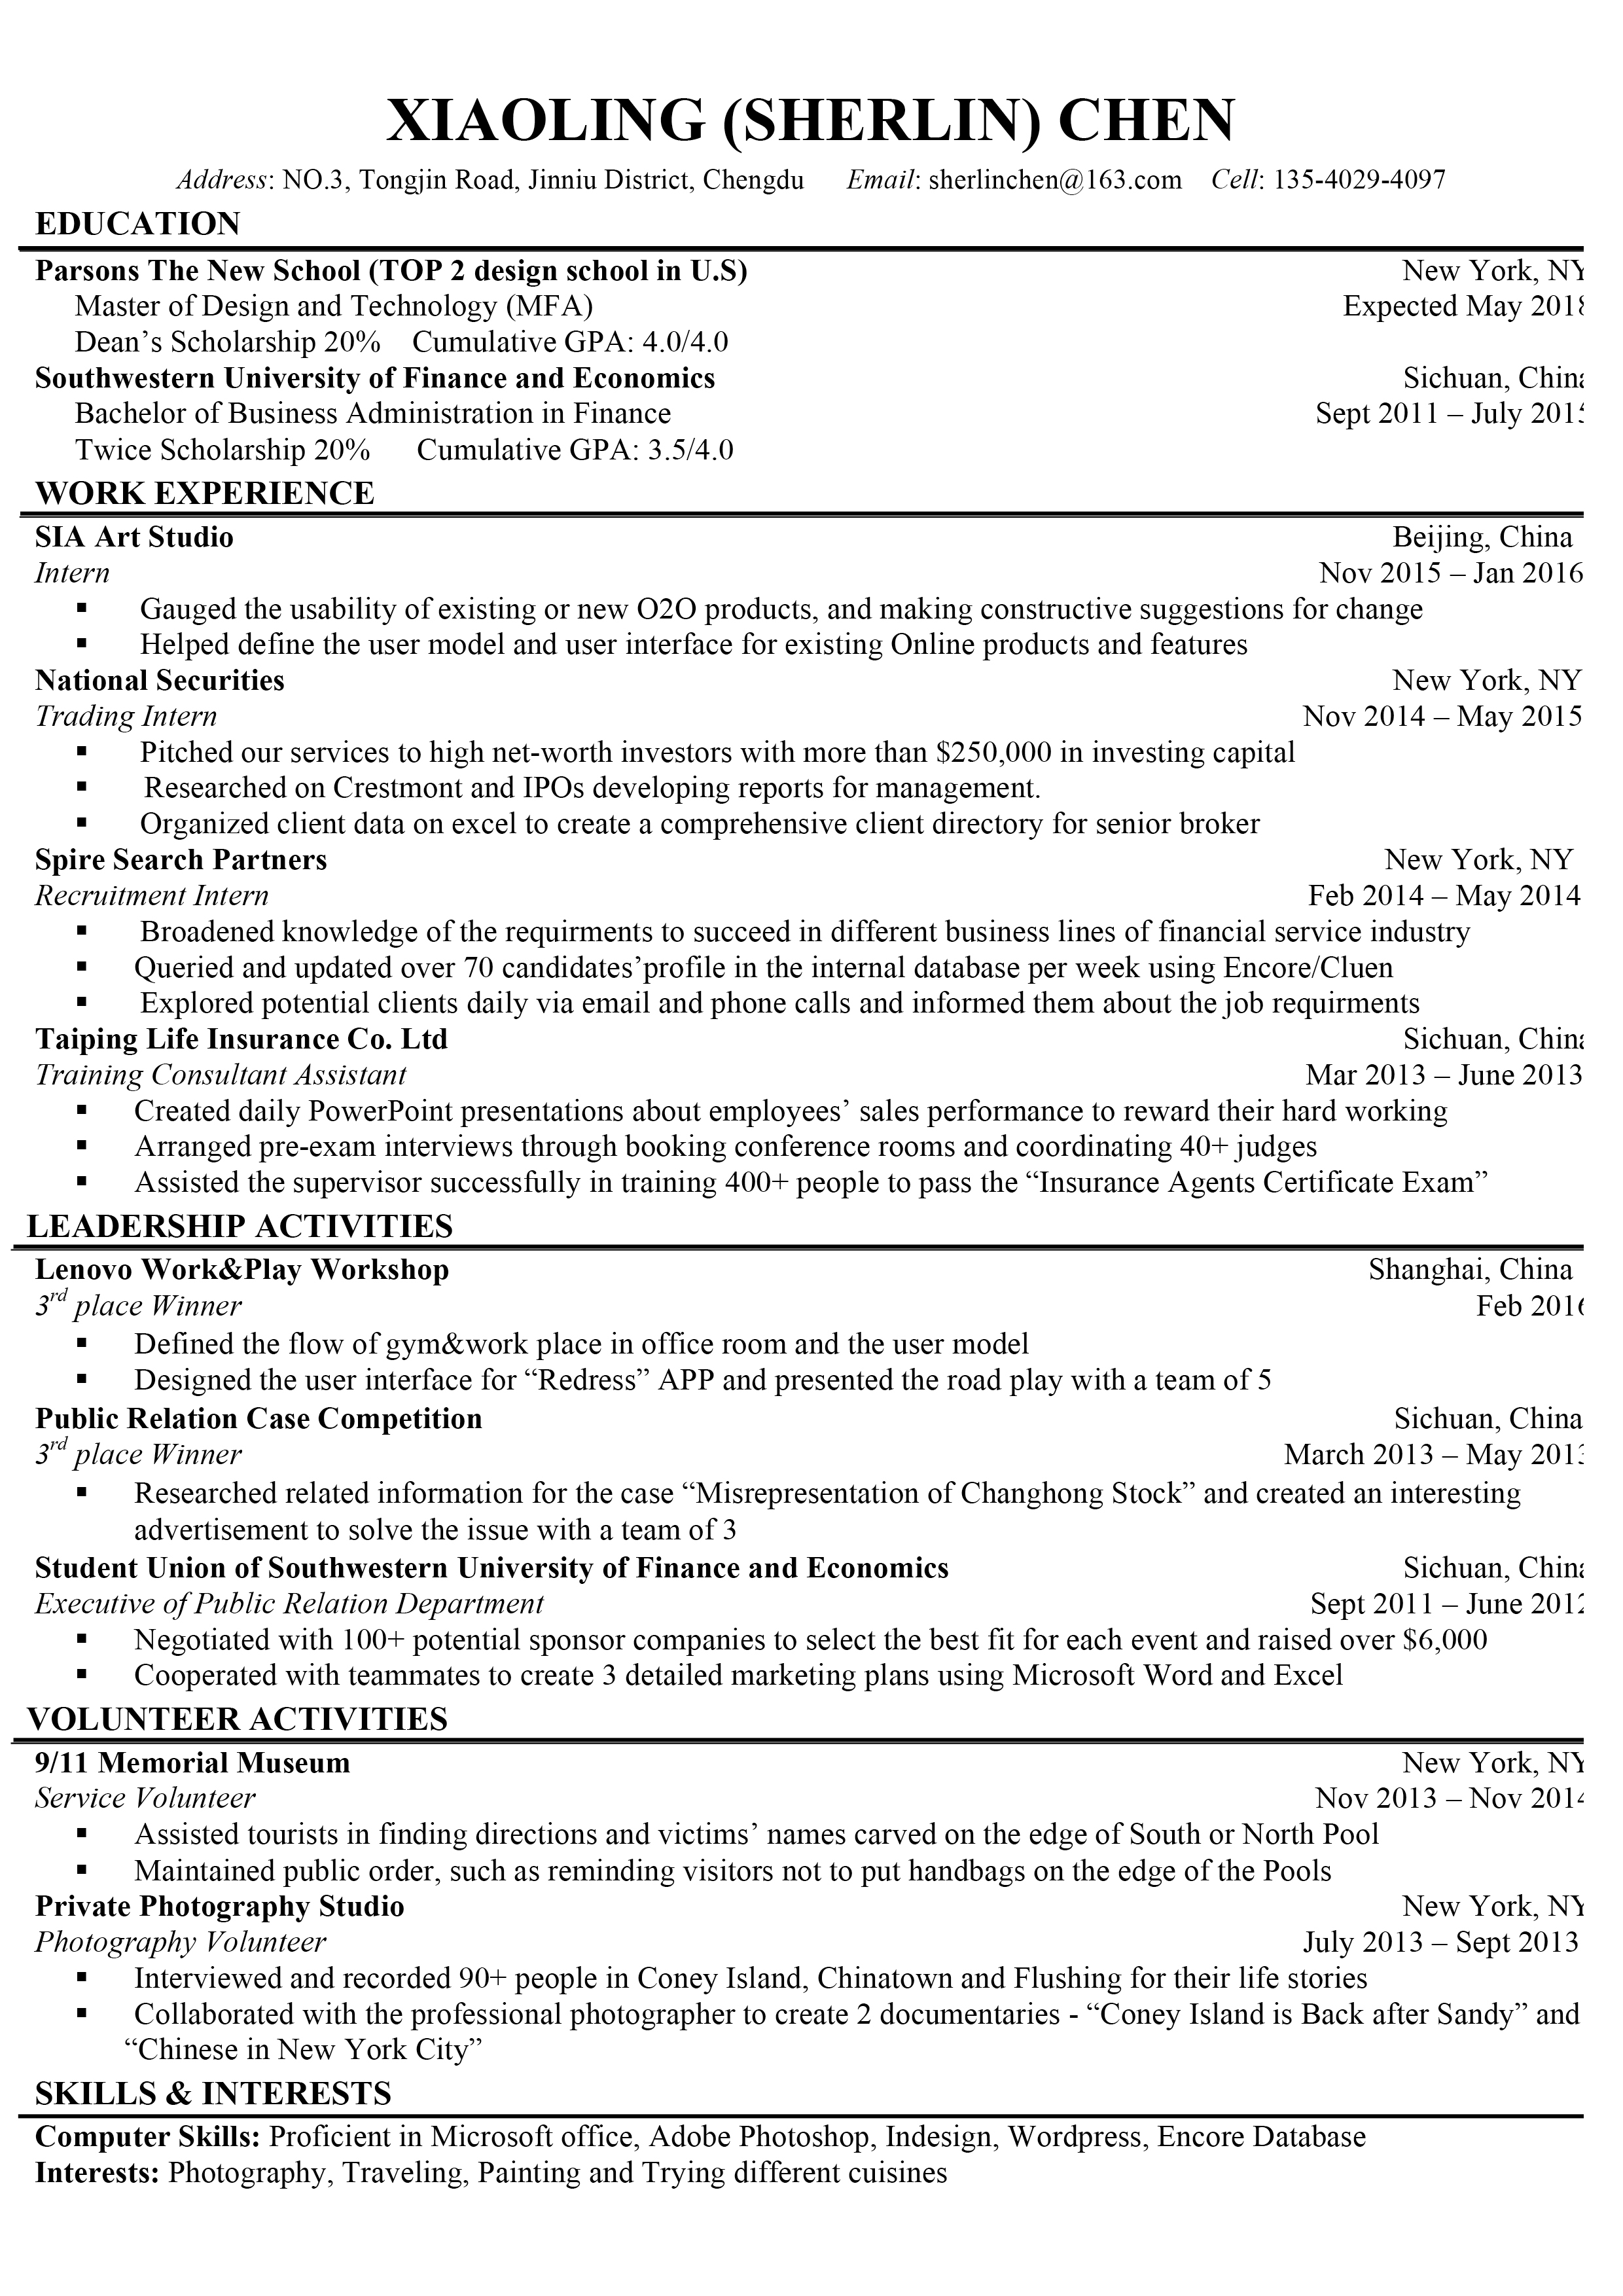 XIAOLING (SHERLIN) CHEN
Address: NO.3, Tongjin Road, Jinniu District, Chengdu Email: sherlinchen@163.com Cell: 135-4029-4097
EDUCATION
Parsons The New School (TOP 2 design school in U.S) New York, NY
Master of Design and Technology (MFA) Expected May 2018
Dean’s Scholarship 20% Cumulative GPA: 4.0/4.0
Southwestern University of Finance and Economics Sichuan, China
Bachelor of Business Administration in Finance Sept 2011 – July 2015
Twice Scholarship 20% Cumulative GPA: 3.5/4.0
WORK EXPERIENCE
SIA Art Studio Beijing, China
Intern Nov 2015 – Jan 2016
▪ Gauged the usability of existing or new O2O products, and making constructive suggestions for change
▪ Helped define the user model and user interface for existing Online products and features
National Securities New York, NY
Trading Intern Nov 2014 – May 2015
▪ Pitched our services to high net-worth investors with more than $250,000 in investing capital
▪ Researched on Crestmont and IPOs developing reports for management.
▪ Organized client data on excel to create a comprehensive client directory for senior broker
Spire Search Partners New York, NY
Recruitment Intern Feb 2014 – May 2014
▪ Broadened knowledge of the requirments to succeed in different business lines of financial service industry
▪ Queried and updated over 70 candidates’profile in the internal database per week using Encore/Cluen
▪ Explored potential clients daily via email and phone calls and informed them about the job requirments
Taiping Life Insurance Co. Ltd Sichuan, China
Training Consultant Assistant Mar 2013 – June 2013
▪ Created daily PowerPoint presentations about employees’ sales performance to reward their hard working
▪ Arranged pre-exam interviews through booking conference rooms and coordinating 40+ judges
▪ Assisted the supervisor successfully in training 400+ people to pass the “Insurance Agents Certificate Exam”
LEADERSHIP ACTIVITIES
Lenovo Work&Play Workshop Shanghai, China
3rd place Winner Feb 2016
▪ Defined the flow of gym&work place in office room and the user model
▪ Designed the user interface for “Redress” APP and presented the road play with a team of 5
Public Relation Case Competition Sichuan, China
3rd place Winner March 2013 – May 2013
▪ Researched related information for the case “Misrepresentation of Changhong Stock” and created an interesting
advertisement to solve the issue with a team of 3
Student Union of Southwestern University of Finance and Economics Sichuan, China
Executive of Public Relation Department Sept 2011 – June 2012
▪ Negotiated with 100+ potential sponsor companies to select the best fit for each event and raised over $6,000
▪ Cooperated with teammates to create 3 detailed marketing plans using Microsoft Word and Excel
VOLUNTEER ACTIVITIES
9/11 Memorial Museum New York, NY
Service Volunteer Nov 2013 – Nov 2014
▪ Assisted tourists in finding directions and victims’ names carved on the edge of South or North Pool
▪ Maintained public order, such as reminding visitors not to put handbags on the edge of the Pools
Private Photography Studio New York, NY
Photography Volunteer July 2013 – Sept 2013
▪ Interviewed and recorded 90+ people in Coney Island, Chinatown and Flushing for their life stories
▪ Collaborated with the professional photographer to create 2 documentaries - “Coney Island is Back after Sandy” and
“Chinese in New York City”
SKILLS & INTERESTS
Computer Skills: Proficient in Microsoft office, Adobe Photoshop, Indesign, Wordpress, Encore Database
Interests: Photography, Traveling, Painting and Trying different cuisines